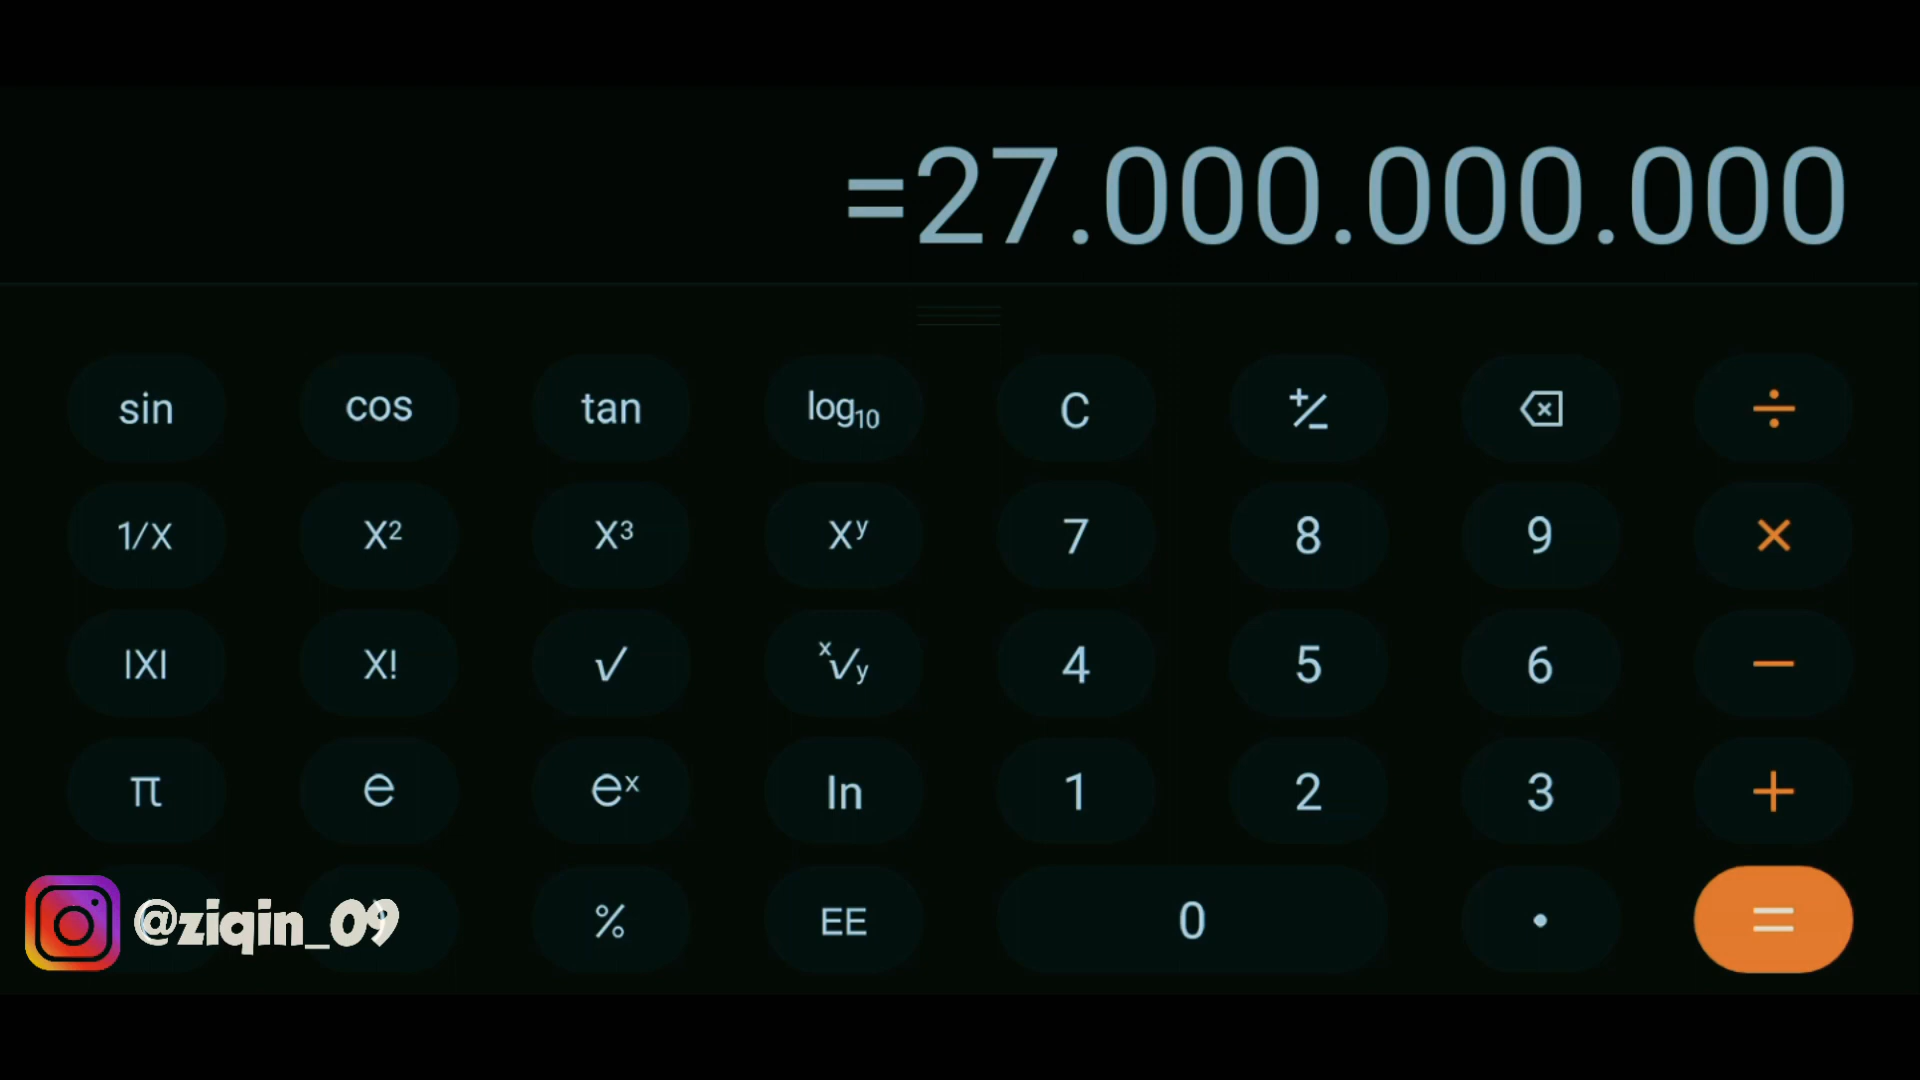 =27.000.000.000
sin cos tan log₁₀ C +/− ÷
1/X X² X³ Xʸ 7 8 9 ×
|X| X! √ ˣ√y 4 5 6 −
π e eˣ ln 1 2 3 +
@ziqin_09 % EE 0 . =